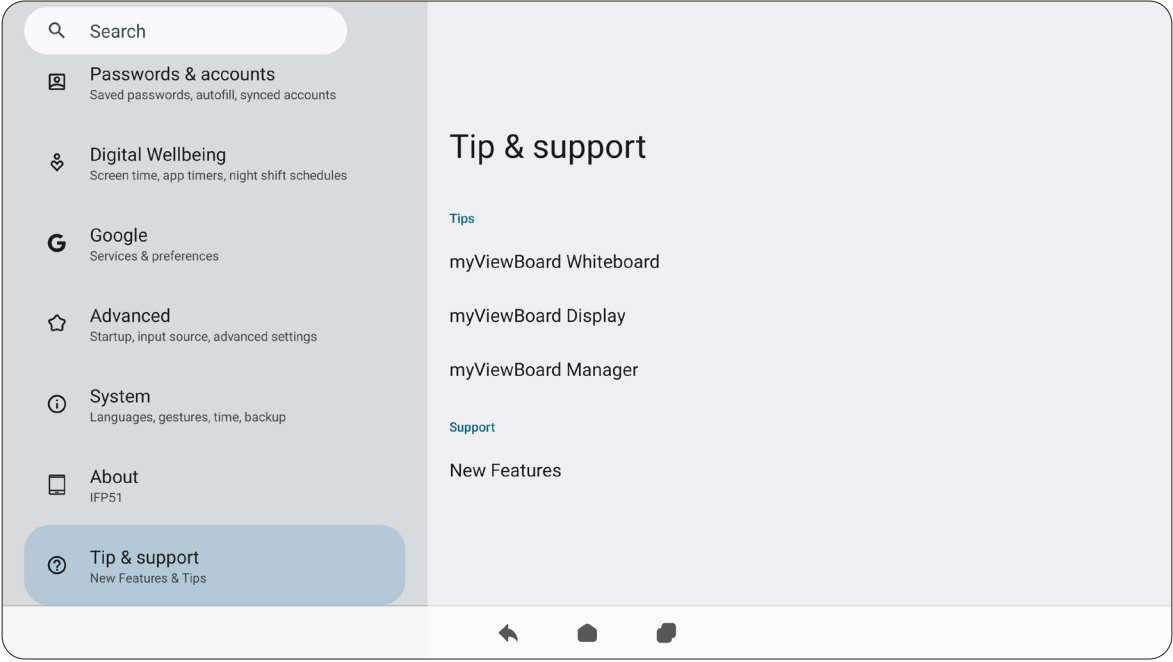 Search
Passwords & accounts
Saved passwords, autofill, synced accounts
Digital Wellbeing
Screen time, app timers, night shift schedules
Google
Services & preferences
Advanced
Startup, input source, advanced settings
System
Languages, gestures, time, backup
About
IFP51
Tip & support
New Features & Tips
Tip & support
Tips
myViewBoard Whiteboard
myViewBoard Display
myViewBoard Manager
Support
New Features